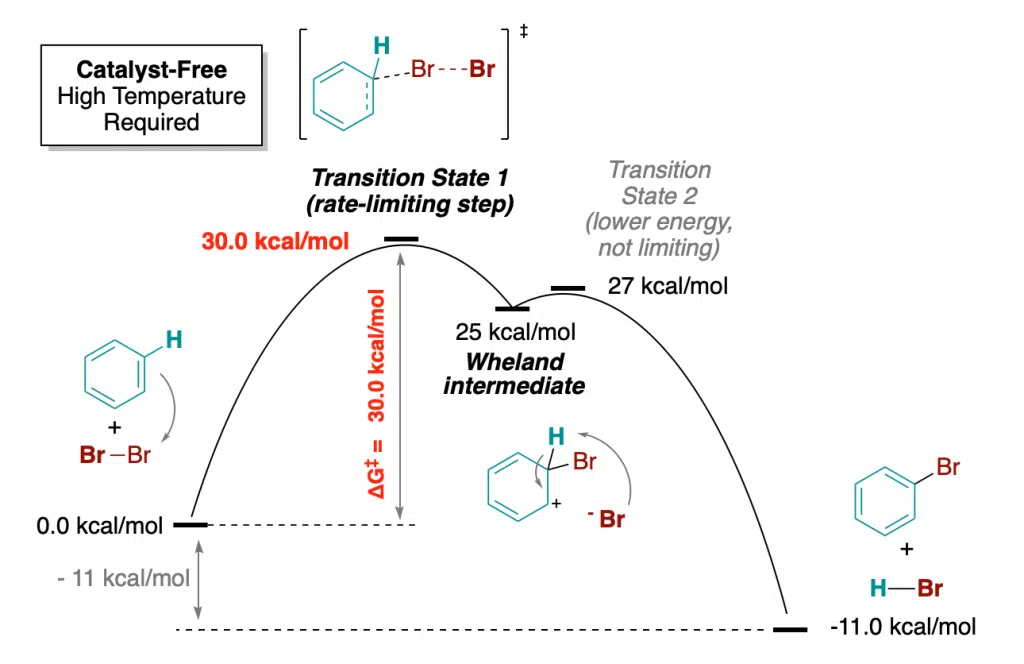 Catalyst-Free
High Temperature
Required
H
Br
Br
‡
Transition State 1
(rate-limiting step)
30.0 kcal/mol
Transition
State 2
(lower energy,
not limiting)
27 kcal/mol
25 kcal/mol
Wheland
intermediate
ΔG‡ = 30.0 kcal/mol
H
+
Br–Br
H
Br
+
- Br
0.0 kcal/mol
- 11 kcal/mol
Br
+
H—Br
-11.0 kcal/mol